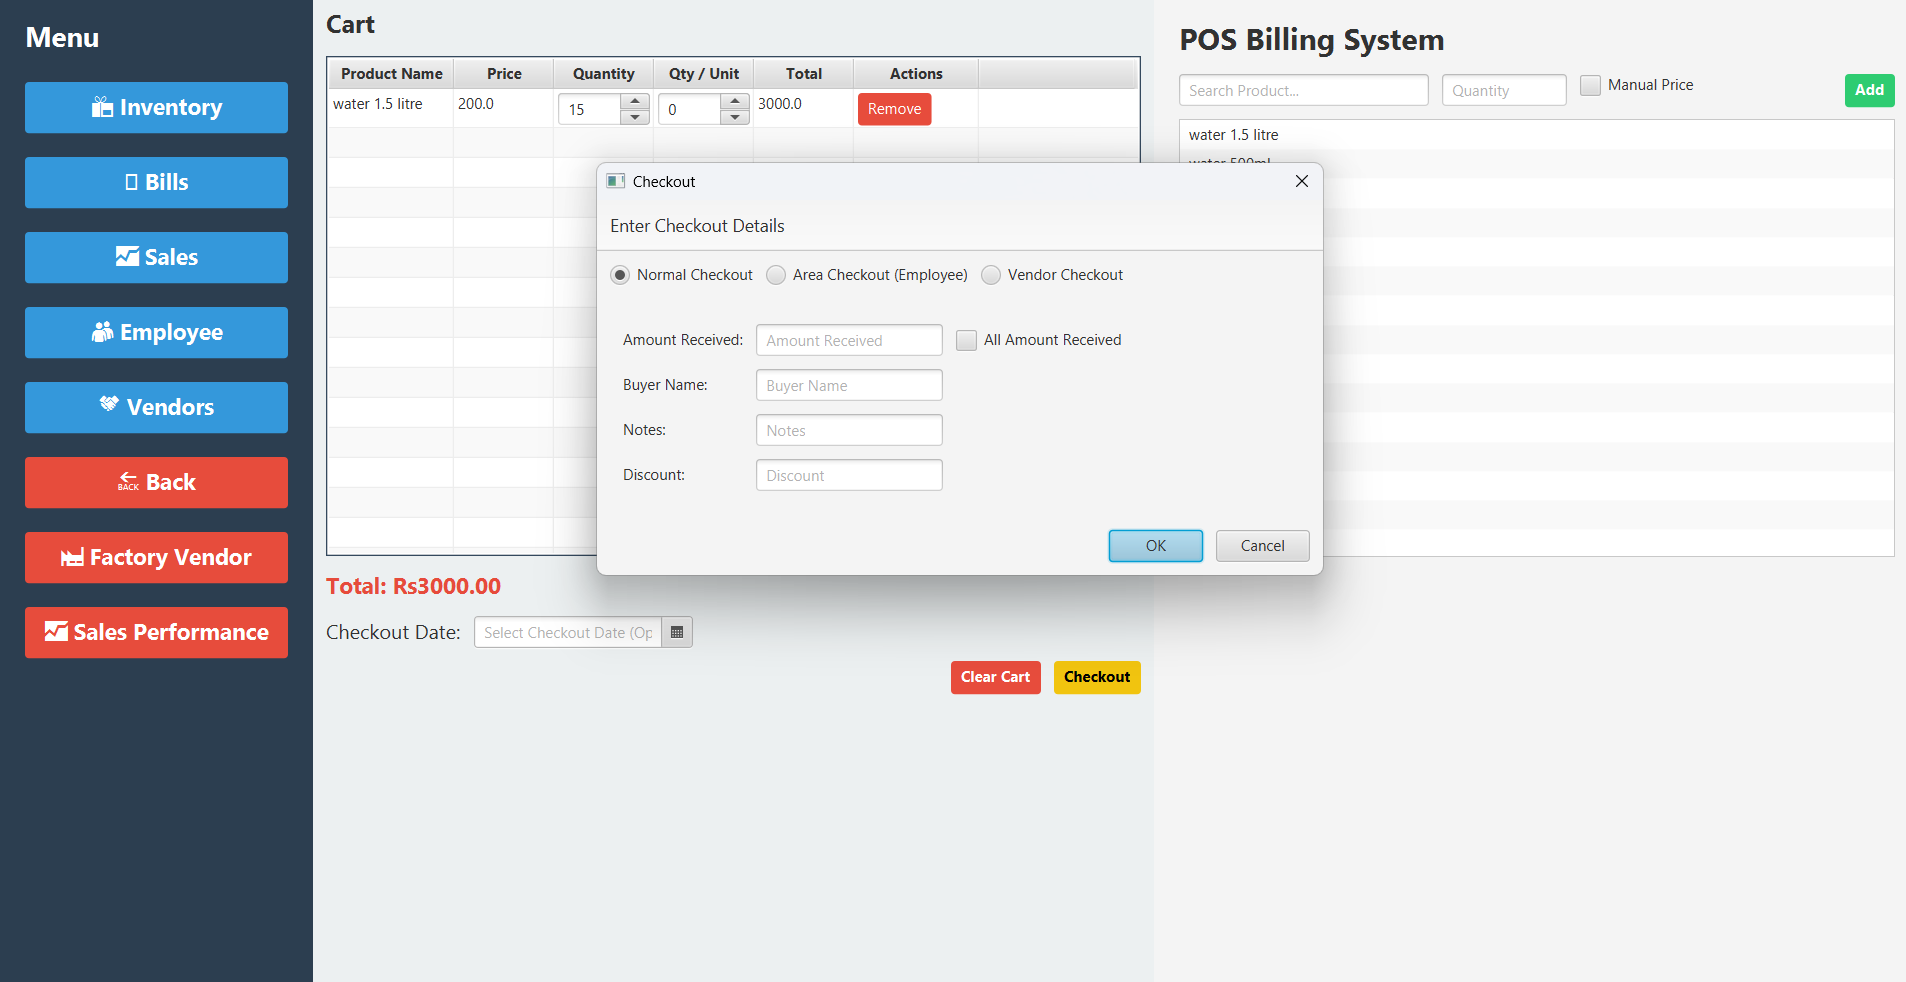 Menu
Inventory
Bills
Sales
Employee
Vendors
BACK Back
Factory Vendor
Sales Performance
Cart
Product Name Price Quantity Qty / Unit Total Actions
water 1.5 litre 200.0 15 0 3000.0 Remove
Total: Rs3000.00
Checkout Date: Select Checkout Date (Op
Clear Cart Checkout
POS Billing System
Search Product... Quantity Manual Price Add
water 1.5 litre
water 500ml
Checkout
Enter Checkout Details
Normal Checkout Area Checkout (Employee) Vendor Checkout
Amount Received: Amount Received All Amount Received
Buyer Name: Buyer Name
Notes: Notes
Discount: Discount
OK Cancel